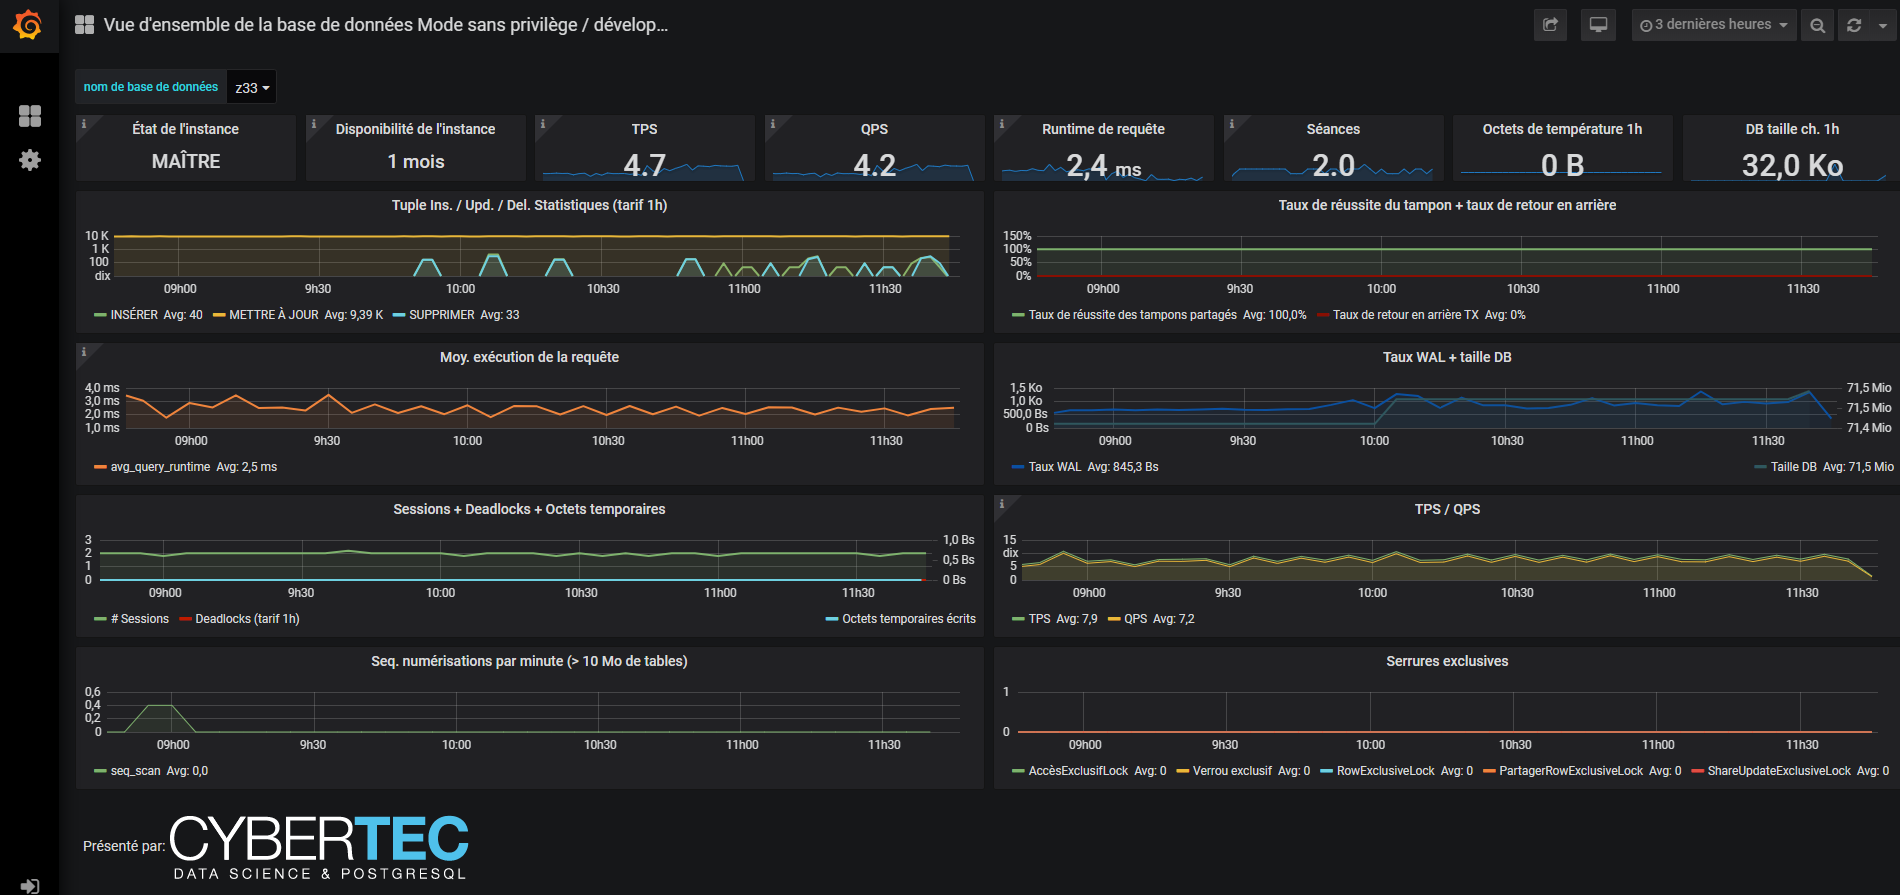 Vue d'ensemble de la base de données Mode sans privilège / dévelop...
3 dernières heures
nom de base de données
z33
État de l'instance
MAÎTRE
Disponibilité de l'instance
1 mois
TPS
4.7
QPS
4.2
Runtime de requête
2,4 ms
Séances
2.0
Octets de température 1h
0 B
DB taille ch. 1h
32,0 Ko
Tuple Ins. / Upd. / Del. Statistiques (tarif 1h)
10 K
1 K
100
dix
09h00 9h30 10:00 10h30 11h00 11h30
INSÉRER Avg: 40 METTRE À JOUR Avg: 9,39 K SUPPRIMER Avg: 33
Taux de réussite du tampon + taux de retour en arrière
150%
100%
50%
0%
09h00 9h30 10:00 10h30 11h00 11h30
Taux de réussite des tampons partagés Avg: 100,0% Taux de retour en arrière TX Avg: 0%
Moy. exécution de la requête
4,0 ms
3,0 ms
2,0 ms
1,0 ms
09h00 9h30 10:00 10h30 11h00 11h30
avg_query_runtime Avg: 2,5 ms
Taux WAL + taille DB
1,5 Ko 71,5 Mio
1,0 Ko
500,0 Bs 71,5 Mio
0 Bs 71,4 Mio
09h00 9h30 10:00 10h30 11h00 11h30
Taux WAL Avg: 845,3 Bs Taille DB Avg: 71,5 Mio
Sessions + Deadlocks + Octets temporaires
3 1,0 Bs
2
1 0,5 Bs
0 0 Bs
09h00 9h30 10:00 10h30 11h00 11h30
# Sessions Deadlocks (tarif 1h) Octets temporaires écrits
TPS / QPS
15
dix
5
0
09h00 9h30 10:00 10h30 11h00 11h30
TPS Avg: 7,9 QPS Avg: 7,2
Seq. numérisations par minute (> 10 Mo de tables)
0,6
0,4
0,2
0
09h00 9h30 10:00 10h30 11h00 11h30
seq_scan Avg: 0,0
Serrures exclusives
1
0
09h00 9h30 10:00 10h30 11h00 11h30
AccèsExclusifLock Avg: 0 Verrou exclusif Avg: 0 RowExclusiveLock Avg: 0 PartagerRowExclusiveLock Avg: 0 ShareUpdateExclusiveLock Avg: 0
Présenté par: CYBERTEC
DATA SCIENCE & POSTGRESQL